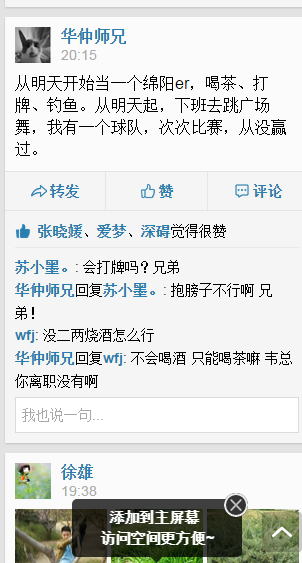 华仲师兄
20:15
从明天开始当一个绵阳er，喝茶、打
牌、钓鱼。从明天起，下班去跳广场
舞，我有一个球队，次次比赛，从没赢
过。
转发 赞 评论
张晓媛、爱梦、深碍觉得很赞
苏小墨。: 会打牌吗？兄弟
华仲师兄回复苏小墨。: 抱膀子不行啊 兄
弟！
wfj: 没二两烧酒怎么行
华仲师兄回复wfj: 不会喝酒 只能喝茶嘛 韦总
你离职没有啊
我也说一句...
徐雄
19:38
添加到主屏幕
访问空间更方便~